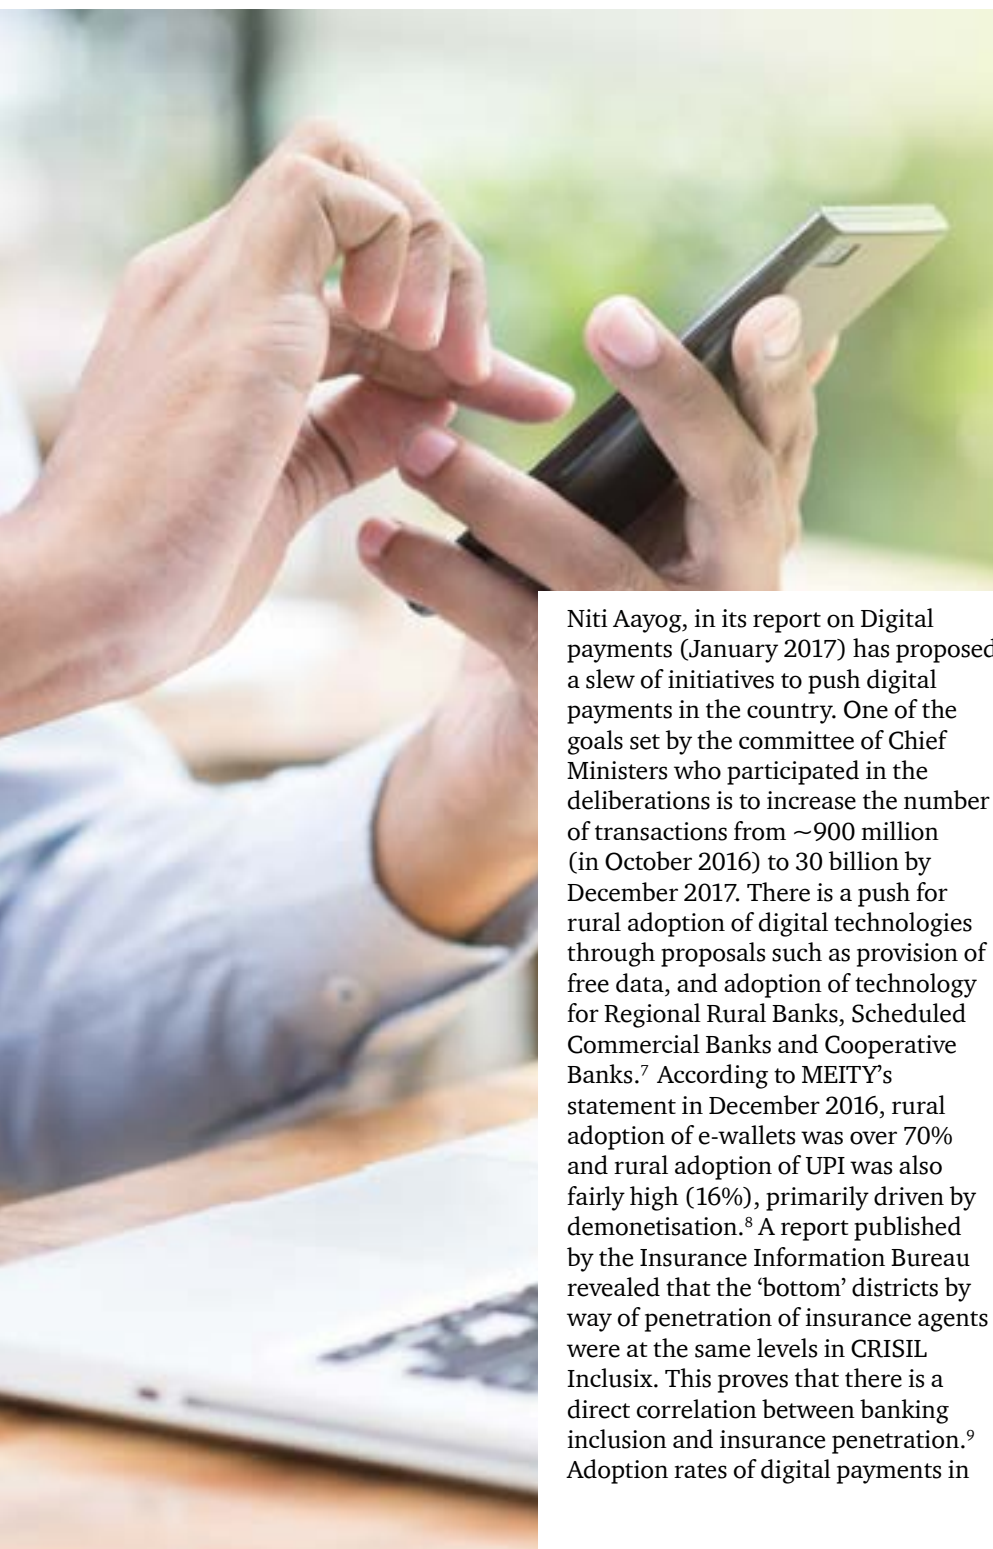 Niti Aayog, in its report on Digital
payments (January 2017) has proposed
a slew of initiatives to push digital
payments in the country. One of the
goals set by the committee of Chief
Ministers who participated in the
deliberations is to increase the number
of transactions from ~900 million
(in October 2016) to 30 billion by
December 2017. There is a push for
rural adoption of digital technologies
through proposals such as provision of
free data, and adoption of technology
for Regional Rural Banks, Scheduled
Commercial Banks and Cooperative
Banks.⁷ According to MEITY’s
statement in December 2016, rural
adoption of e-wallets was over 70%
and rural adoption of UPI was also
fairly high (16%), primarily driven by
demonetisation.⁸ A report published
by the Insurance Information Bureau
revealed that the ‘bottom’ districts by
way of penetration of insurance agents
were at the same levels in CRISIL
Inclusix. This proves that there is a
direct correlation between banking
inclusion and insurance penetration.⁹
Adoption rates of digital payments in